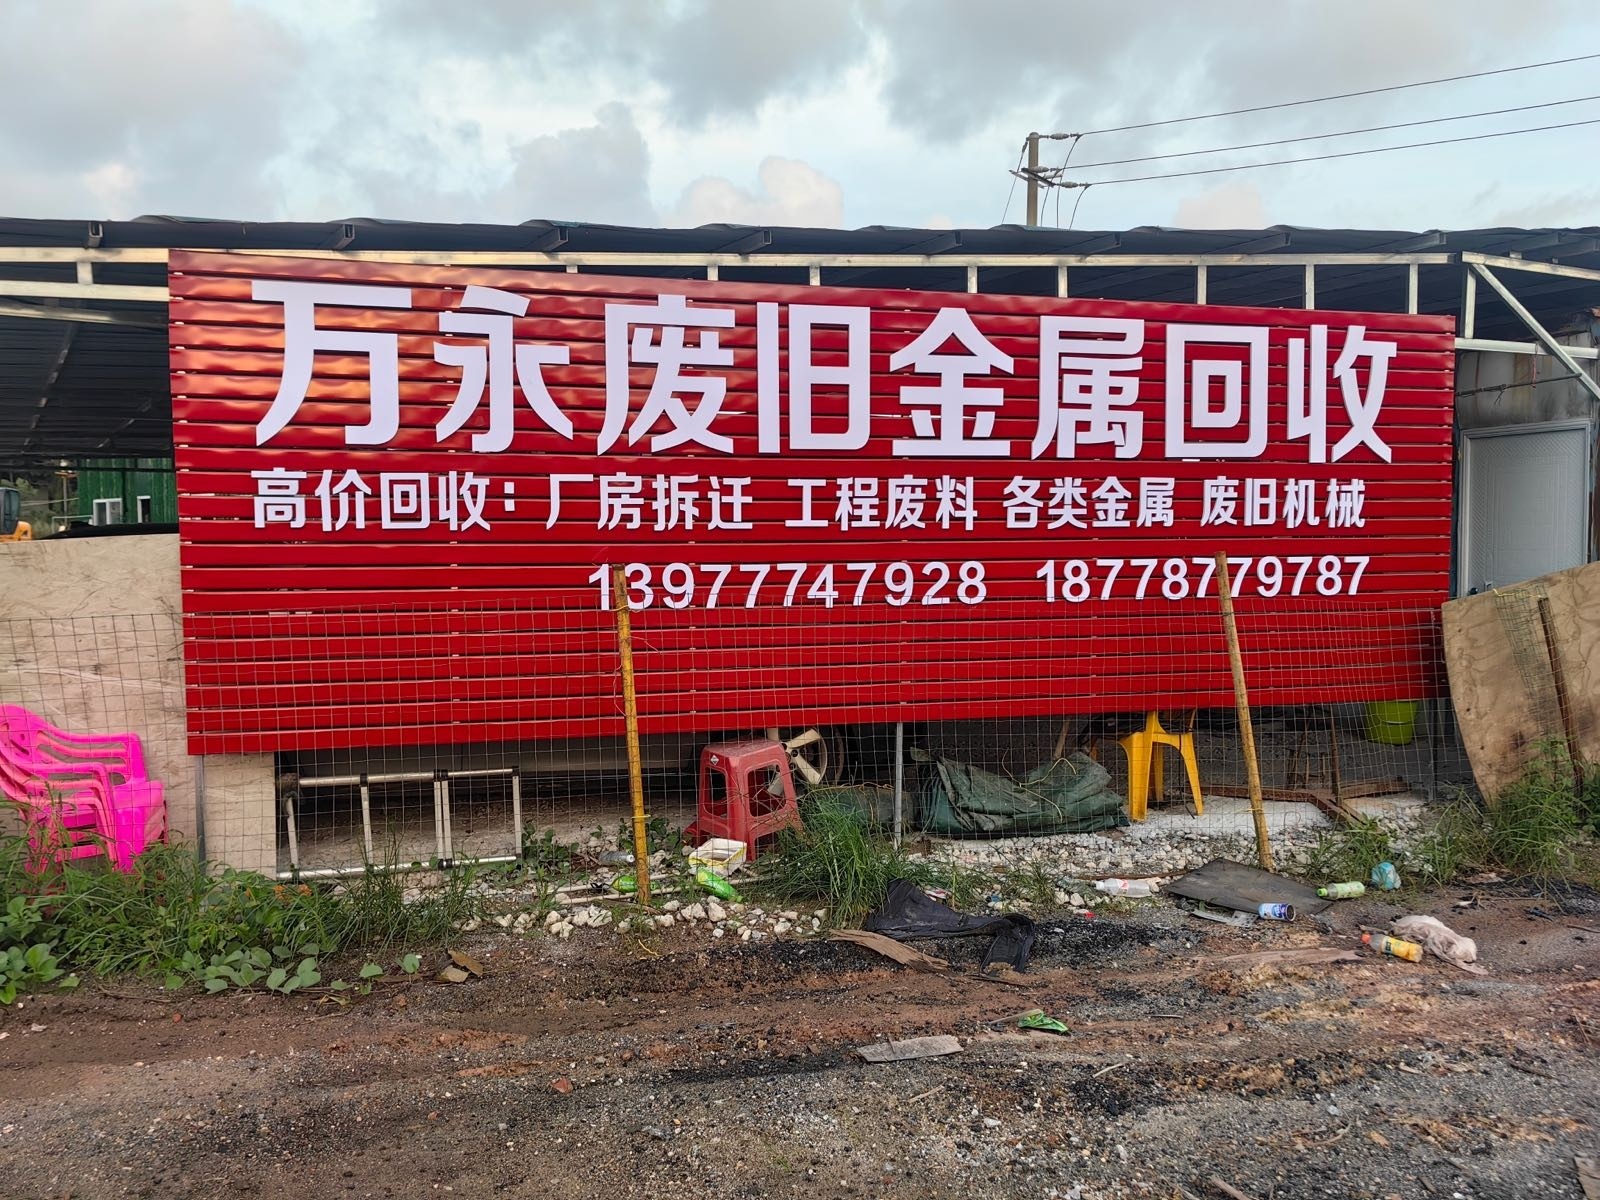 万永废旧金属回收
高价回收：厂房拆迁 工程废料 各类金属 废旧机械
13977747928 18778779787